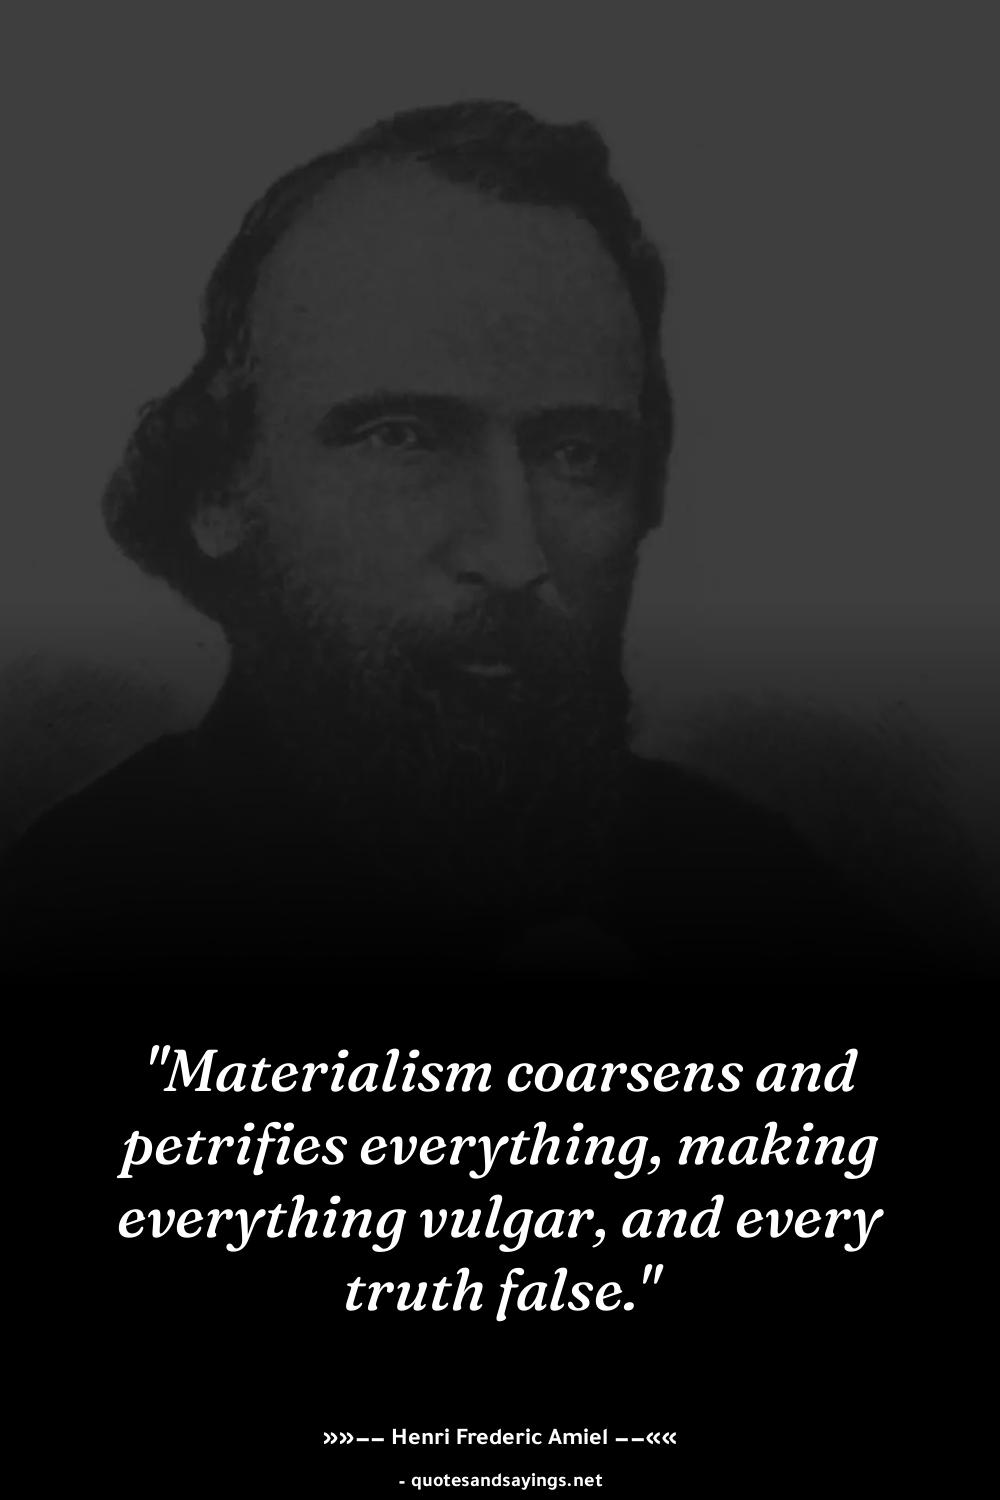 "Materialism coarsens and
petrifies everything, making
everything vulgar, and every
truth false."
»»−− Henri Frederic Amiel −−««
- quotesandsayings.net